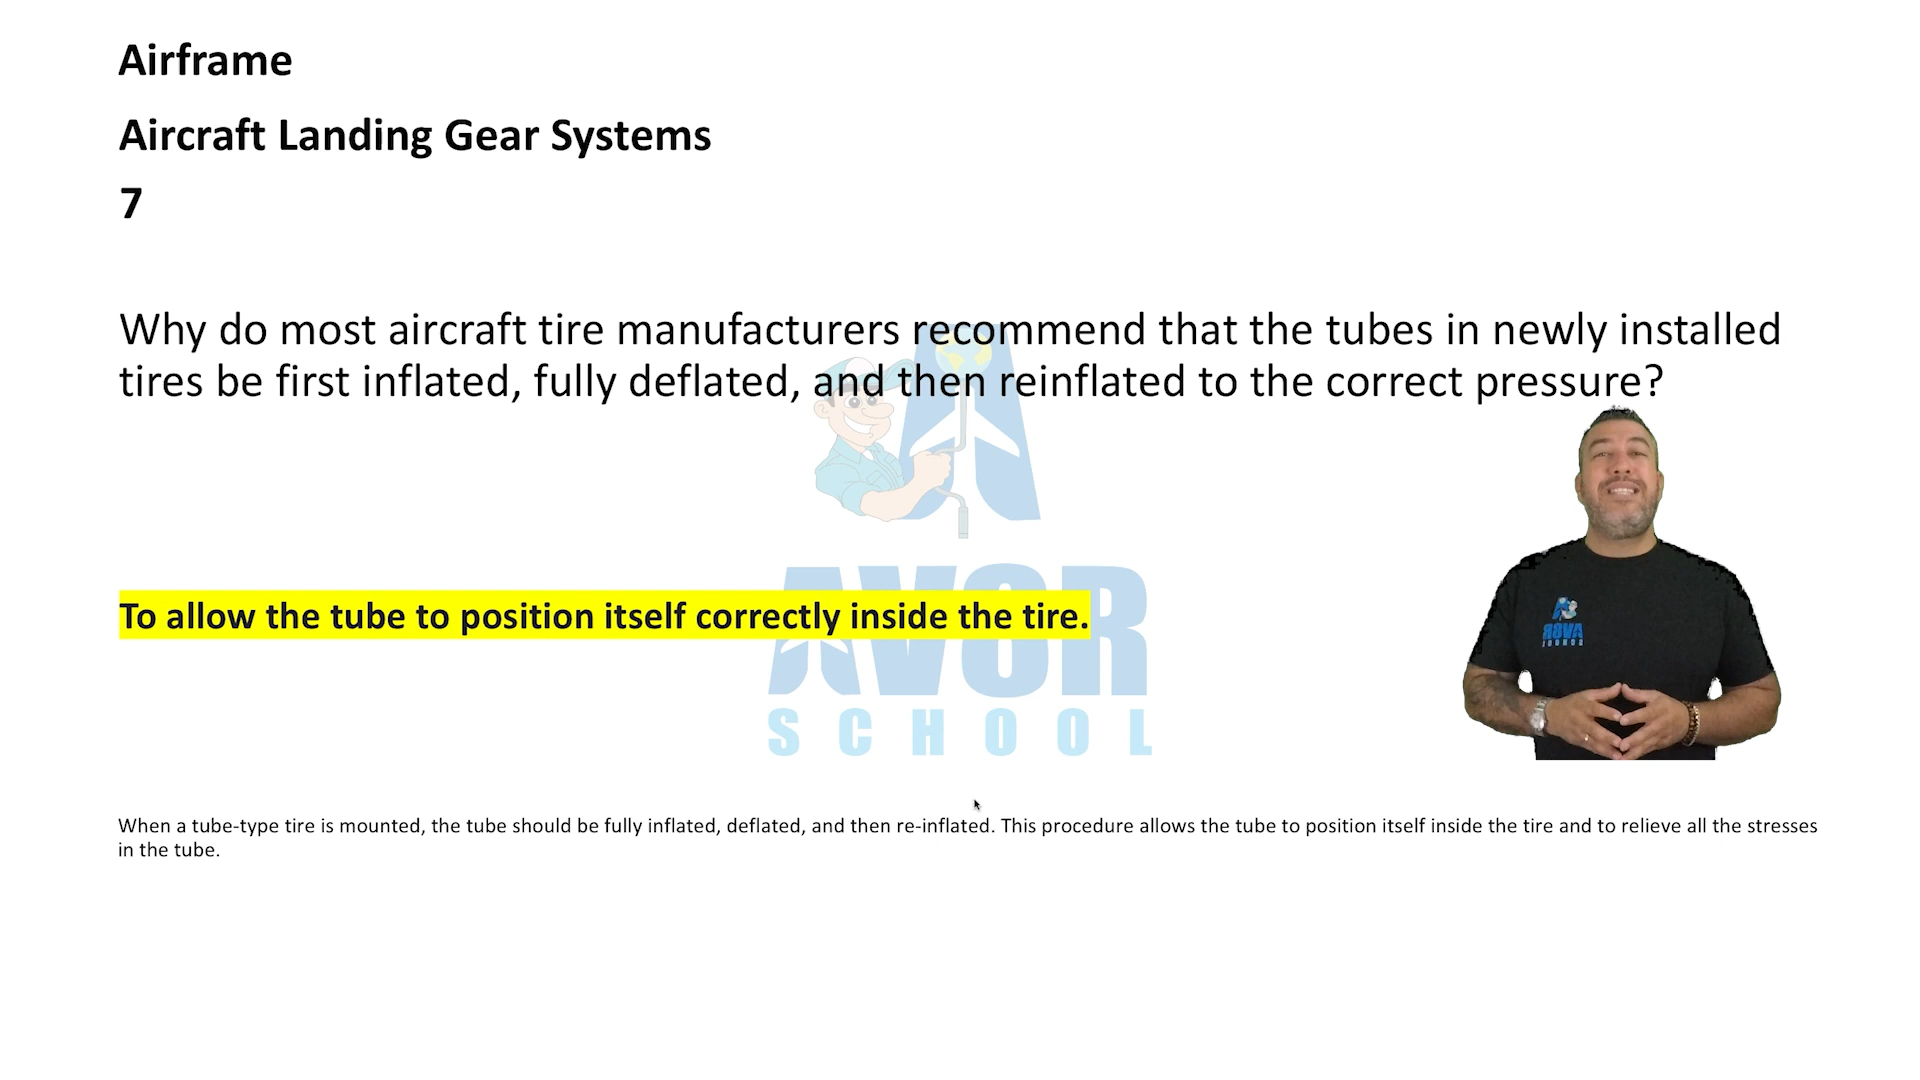 Airframe
Aircraft Landing Gear Systems
7
Why do most aircraft tire manufacturers recommend that the tubes in newly installed
tires be first inflated, fully deflated, and then reinflated to the correct pressure?
To allow the tube to position itself correctly inside the tire.
AVOR
SCHOOL
When a tube-type tire is mounted, the tube should be fully inflated, deflated, and then re-inflated. This procedure allows the tube to position itself inside the tire and to relieve all the stresses
in the tube.